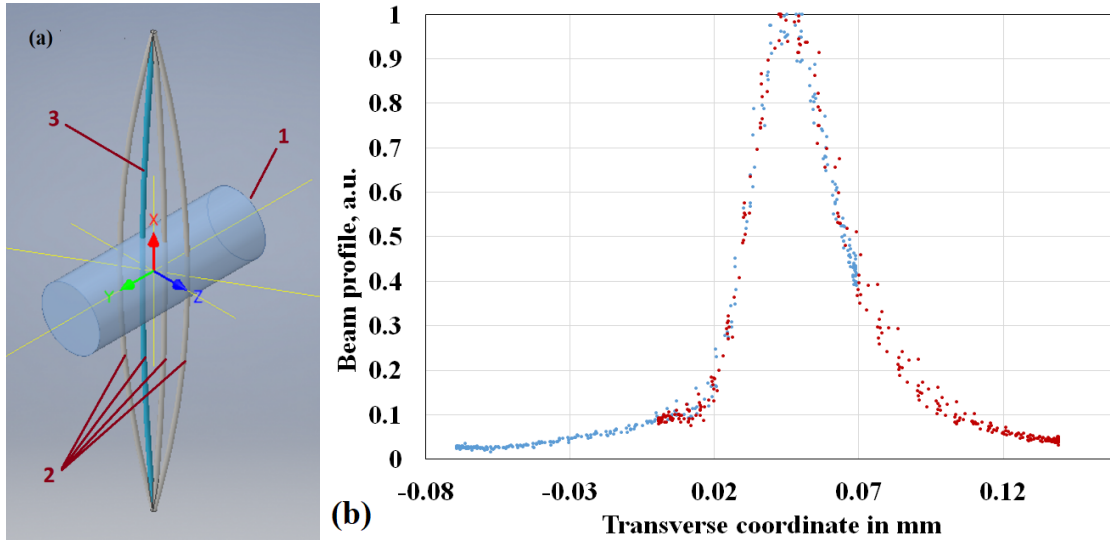 (a)
3
1
X
Y
Z
2
1
0.9
0.8
0.7
0.6
0.5
0.4
0.3
0.2
0.1
0
Beam profile, a.u.
-0.08 -0.03 0.02 0.07 0.12
(b)
Transverse coordinate in mm